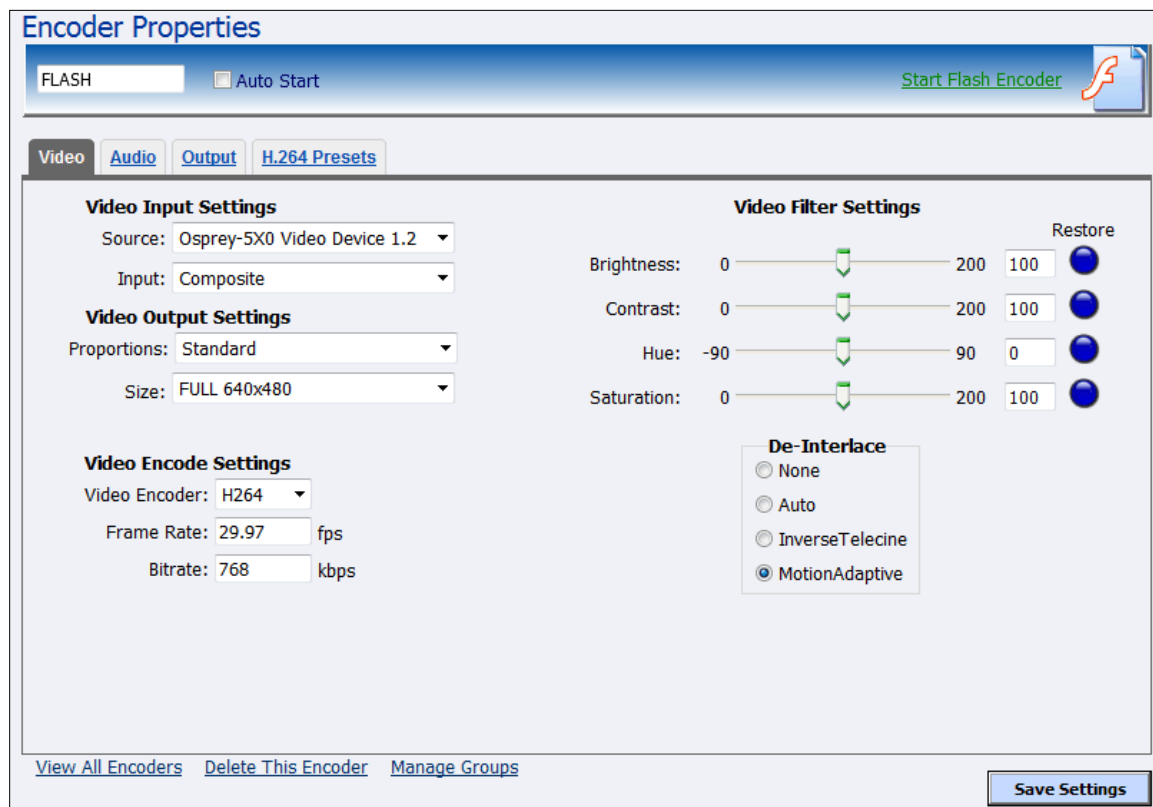 Encoder Properties
FLASH Auto Start Start Flash Encoder
Video Audio Output H.264 Presets
Video Input Settings
Source: Osprey-5X0 Video Device 1.2
Input: Composite
Video Output Settings
Proportions: Standard
Size: FULL 640x480
Video Encode Settings
Video Encoder: H264
Frame Rate: 29.97 fps
Bitrate: 768 kbps
Video Filter Settings
Restore
Brightness: 0 200 100
Contrast: 0 200 100
Hue: -90 90 0
Saturation: 0 200 100
De-Interlace
None
Auto
InverseTelecine
MotionAdaptive
View All Encoders Delete This Encoder Manage Groups
Save Settings